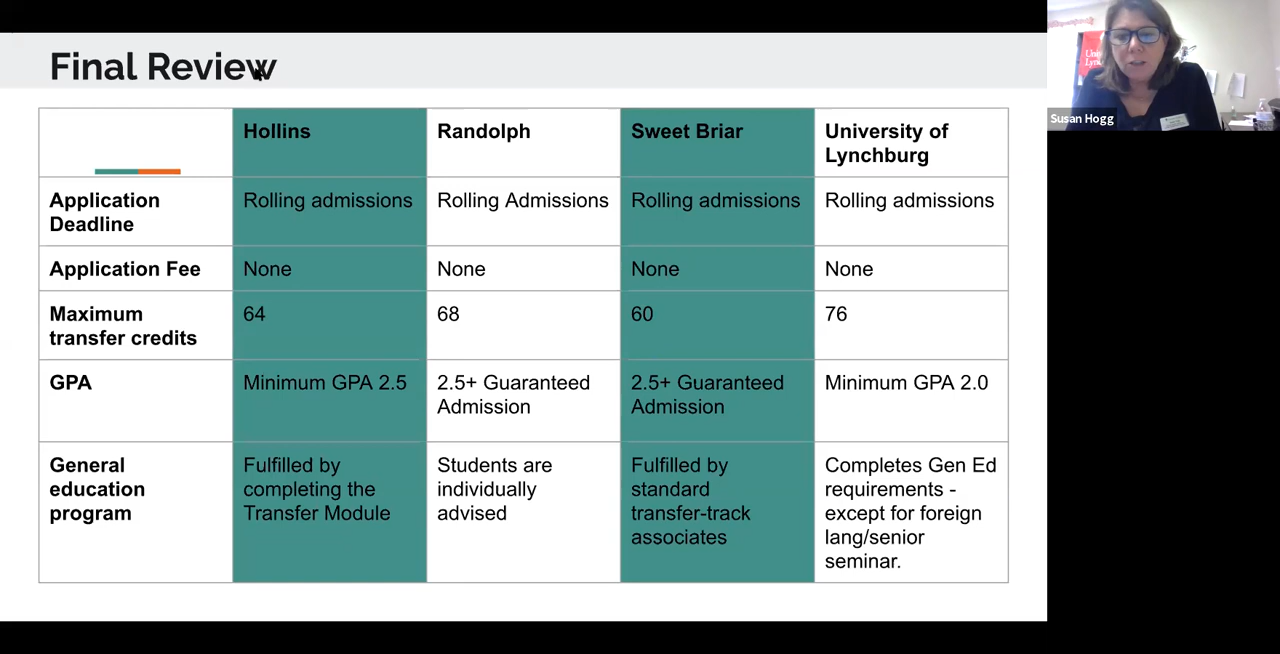 Final Review
Hollins
Randolph
Sweet Briar
University of
Lynchburg
Application
Deadline
Rolling admissions
Rolling Admissions
Rolling admissions
Rolling admissions
Application Fee
None
None
None
None
Maximum
transfer credits
64
68
60
76
GPA
Minimum GPA 2.5
2.5+ Guaranteed
Admission
2.5+ Guaranteed
Admission
Minimum GPA 2.0
General
education
program
Fulfilled by
completing the
Transfer Module
Students are
individually
advised
Fulfilled by
standard
transfer-track
associates
Completes Gen Ed
requirements -
except for foreign
lang/senior
seminar.
Susan Hogg